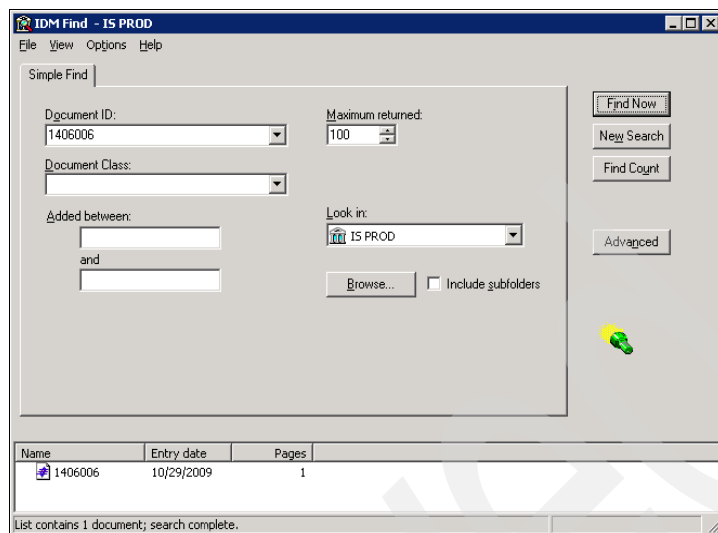 IDM Find - IS PROD
File View Options Help
Simple Find
Document ID:
1406006
Maximum returned:
100
Document Class:
Added between:
and
Look in:
IS PROD
Browse...
Include subfolders
Find Now
New Search
Find Count
Advanced
Name Entry date Pages
1406006 10/29/2009 1
List contains 1 document; search complete.